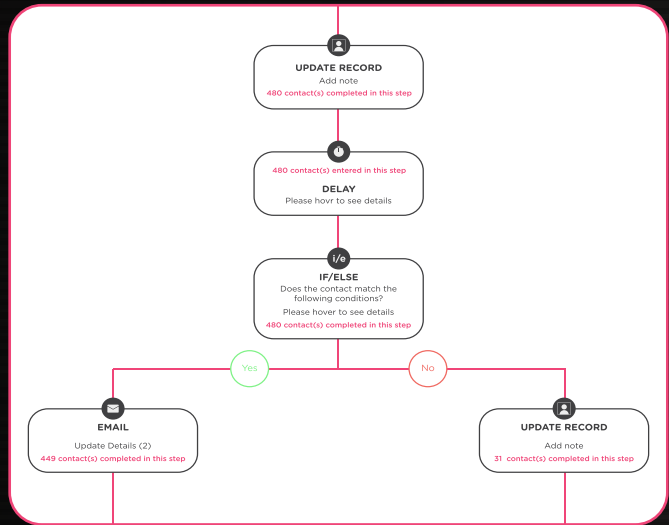 UPDATE RECORD
Add note
480 contact(s) completed in this step
480 contact(s) entered in this step
DELAY
Please hovr to see details
i/e
IF/ELSE
Does the contact match the
following conditions?
Please hover to see details
480 contact(s) completed in this step
Yes
No
EMAIL
Update Details (2)
449 contact(s) completed in this step
UPDATE RECORD
Add note
31 contact(s) completed in this step